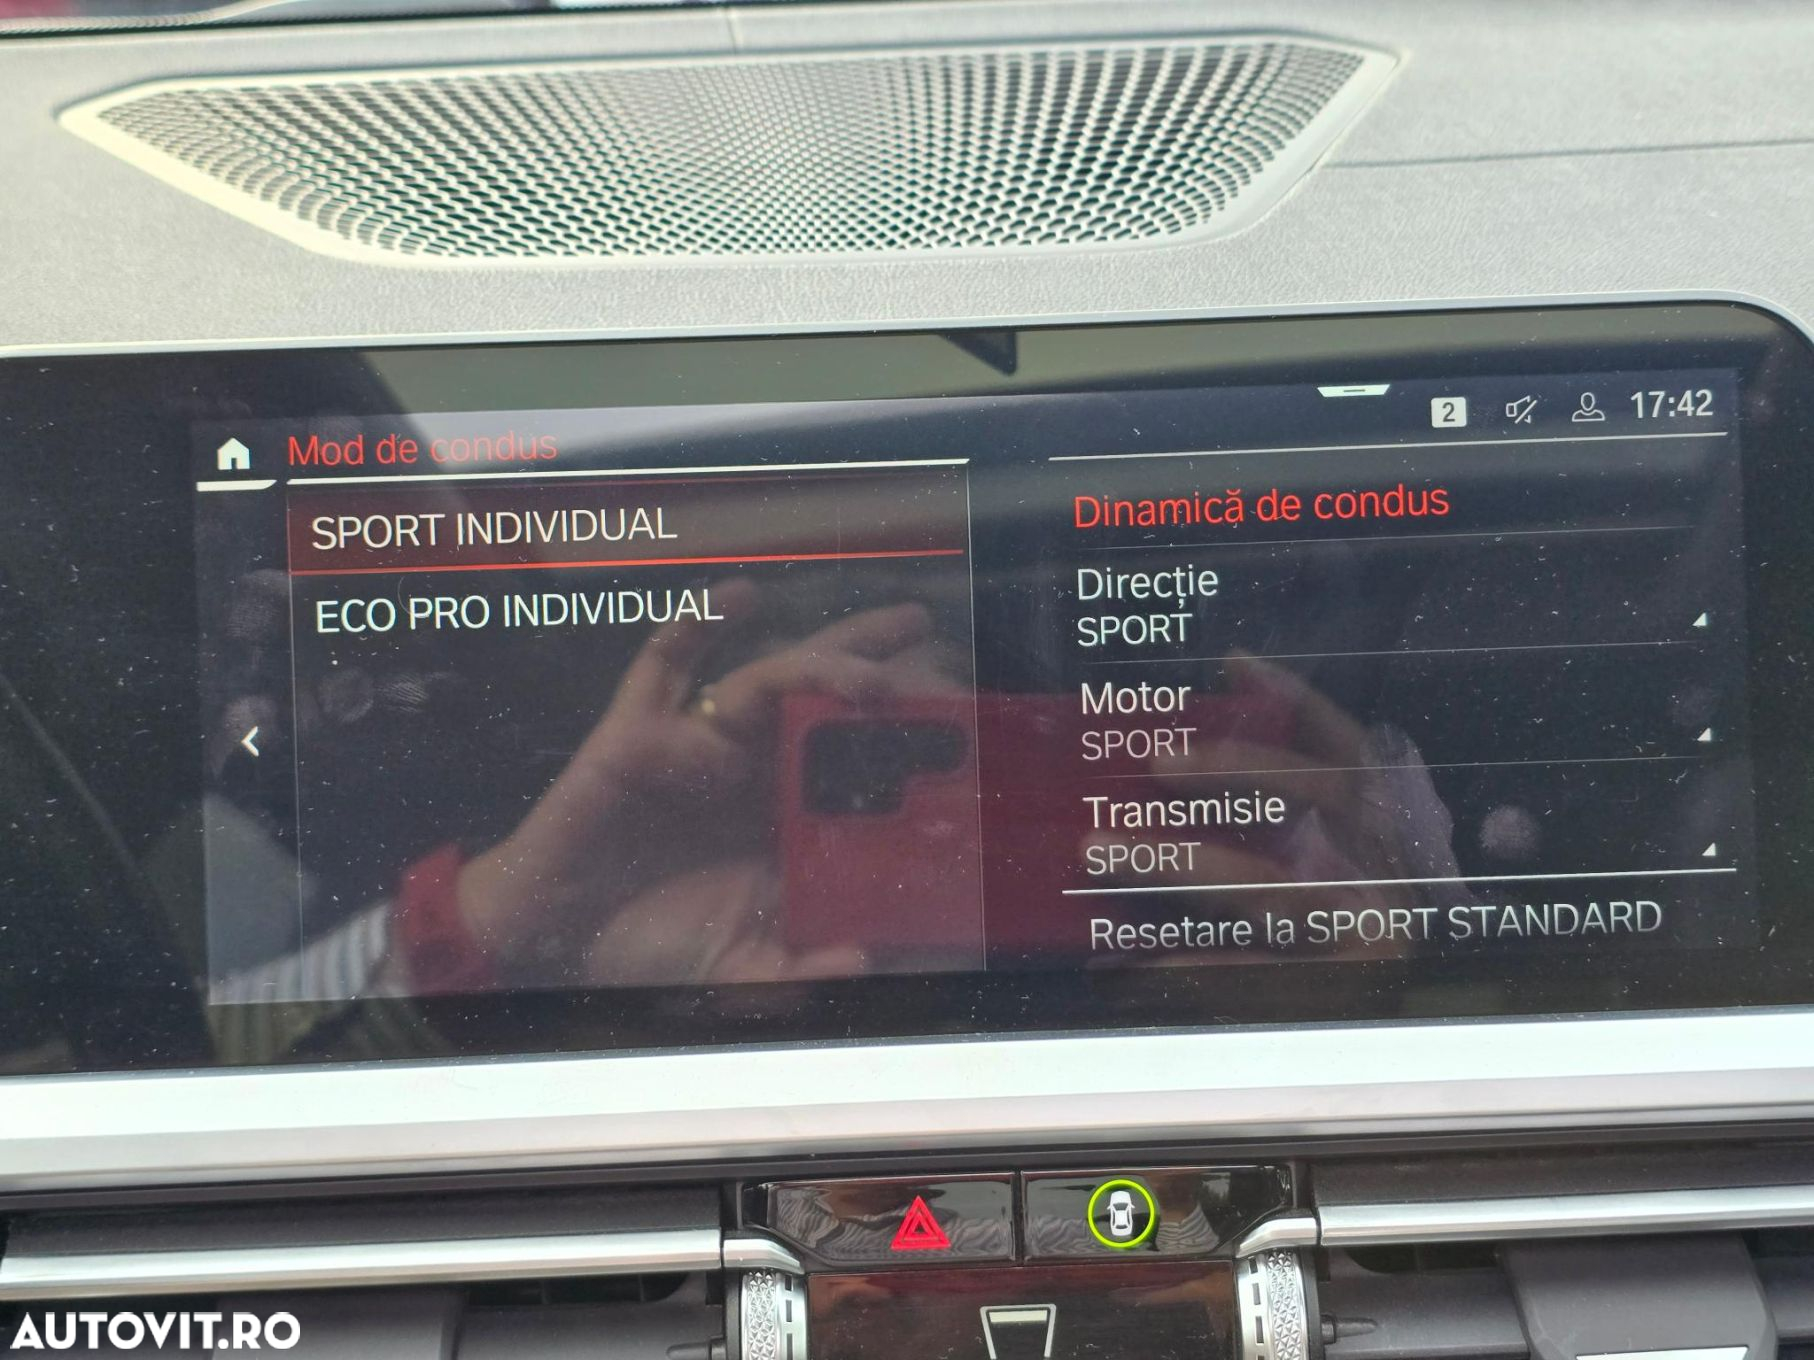 2
17:42
Mod de condus
SPORT INDIVIDUAL
ECO PRO INDIVIDUAL
Dinamică de condus
Direcție
SPORT
Motor
SPORT
Transmisie
SPORT
Resetare la SPORT STANDARD
AUTOVIT.RO